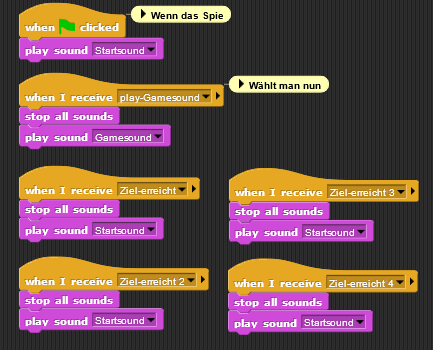 when clicked
Wenn das Spie
play sound Startsound
when I receive play-Gamesound
Wählt man nun
stop all sounds
play sound Gamesound
when I receive Ziel-erreicht
stop all sounds
play sound Startsound
when I receive Ziel-erreicht 3
stop all sounds
play sound Startsound
when I receive Ziel-erreicht 2
stop all sounds
play sound Startsound
when I receive Ziel-erreicht 4
stop all sounds
play sound Startsound